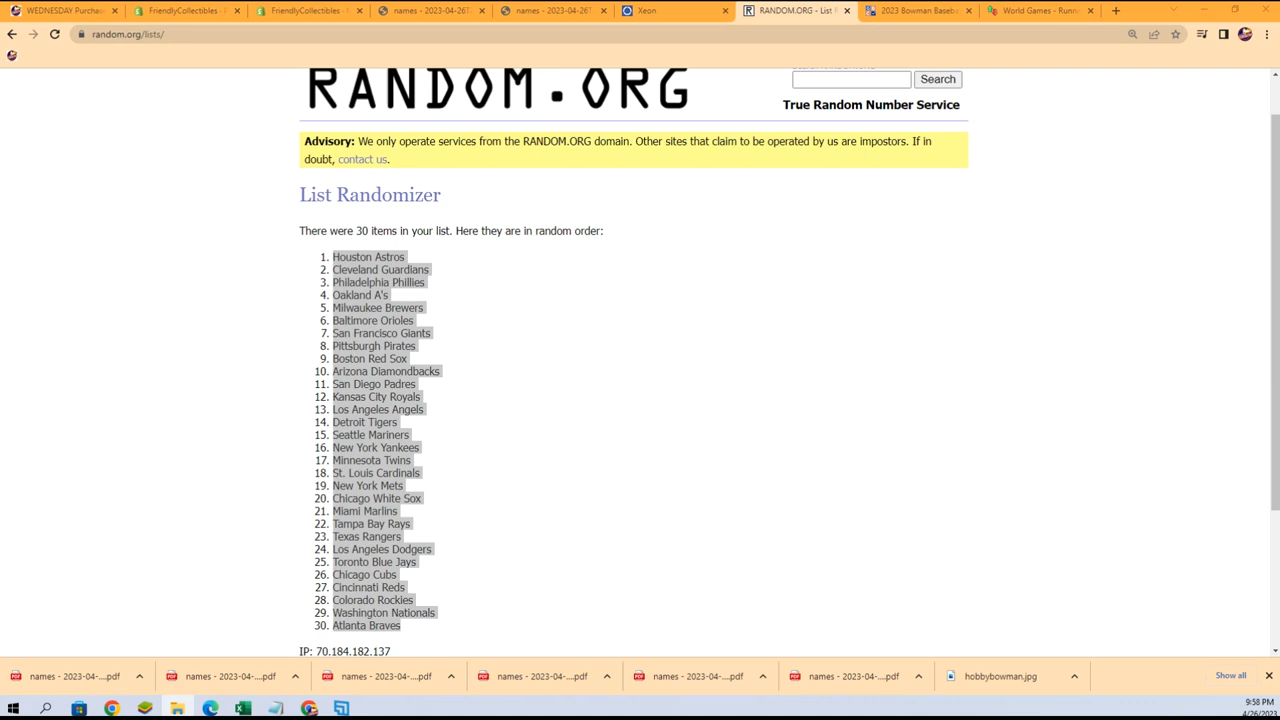 WEDNESDAY Purcha
FriendlyCollectibles -
FriendlyCollectibles -
names - 2023-04-26T
names - 2023-04-26T
Xeon
RANDOM.ORG - List
2023 Bowman Baseb
World Games - Runn
random.org/lists/
RANDOM.ORG
Search
True Random Number Service
Advisory: We only operate services from the RANDOM.ORG domain. Other sites that claim to be operated by us are impostors. If in
doubt, contact us.
List Randomizer
There were 30 items in your list. Here they are in random order:
1. Houston Astros
2. Cleveland Guardians
3. Philadelphia Phillies
4. Oakland A's
5. Milwaukee Brewers
6. Baltimore Orioles
7. San Francisco Giants
8. Pittsburgh Pirates
9. Boston Red Sox
10. Arizona Diamondbacks
11. San Diego Padres
12. Kansas City Royals
13. Los Angeles Angels
14. Detroit Tigers
15. Seattle Mariners
16. New York Yankees
17. Minnesota Twins
18. St. Louis Cardinals
19. New York Mets
20. Chicago White Sox
21. Miami Marlins
22. Tampa Bay Rays
23. Texas Rangers
24. Los Angeles Dodgers
25. Toronto Blue Jays
26. Chicago Cubs
27. Cincinnati Reds
28. Colorado Rockies
29. Washington Nationals
30. Atlanta Braves
IP: 70.184.182.137
names - 2023-04-....pdf
names - 2023-04-....pdf
names - 2023-04-....pdf
names - 2023-04-....pdf
names - 2023-04-....pdf
names - 2023-04-....pdf
hobbybowman.jpg
Show all
9:58 PM
4/26/2023